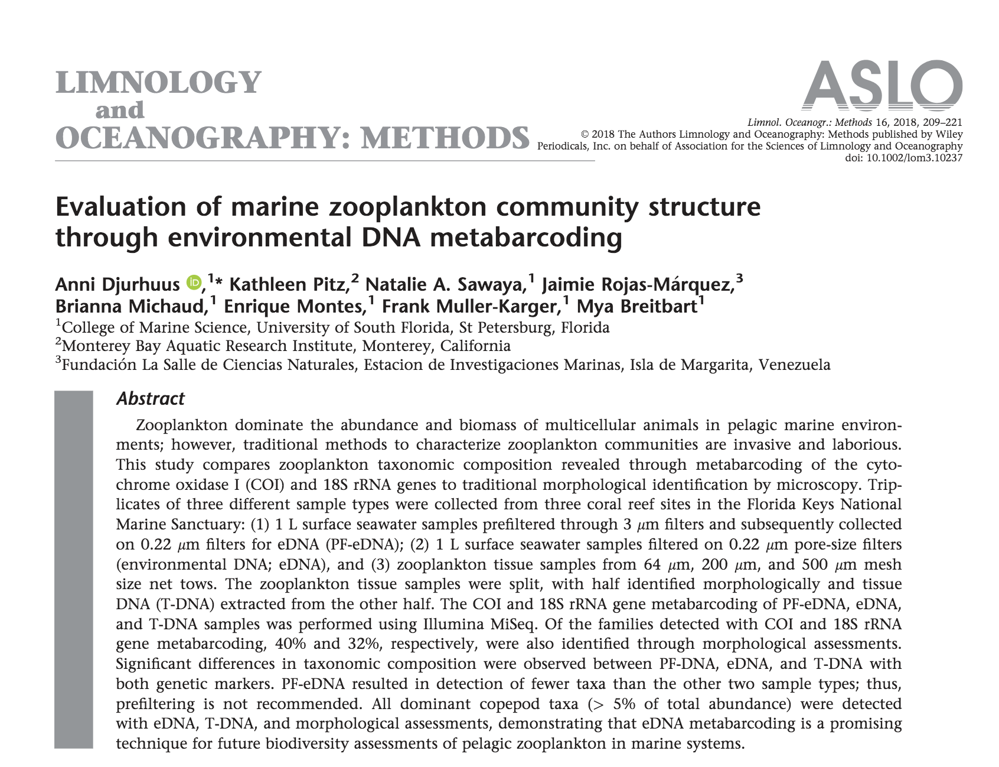 LIMNOLOGY
and
OCEANOGRAPHY: METHODS
ASLO
Limnol. Oceanogr.: Methods 16, 2018, 209–221
© 2018 The Authors Limnology and Oceanography: Methods published by Wiley
Periodicals, Inc. on behalf of Association for the Sciences of Limnology and Oceanography
doi: 10.1002/lom3.10237
Evaluation of marine zooplankton community structure
through environmental DNA metabarcoding
Anni Djurhuus iD,¹* Kathleen Pitz,² Natalie A. Sawaya,¹ Jaimie Rojas-Márquez,³
Brianna Michaud,¹ Enrique Montes,¹ Frank Muller-Karger,¹ Mya Breitbart¹
¹College of Marine Science, University of South Florida, St Petersburg, Florida
²Monterey Bay Aquatic Research Institute, Monterey, California
³Fundación La Salle de Ciencias Naturales, Estacion de Investigaciones Marinas, Isla de Margarita, Venezuela
Abstract
Zooplankton dominate the abundance and biomass of multicellular animals in pelagic marine environ-
ments; however, traditional methods to characterize zooplankton communities are invasive and laborious.
This study compares zooplankton taxonomic composition revealed through metabarcoding of the cyto-
chrome oxidase I (COI) and 18S rRNA genes to traditional morphological identification by microscopy. Trip-
licates of three different sample types were collected from three coral reef sites in the Florida Keys National
Marine Sanctuary: (1) 1 L surface seawater samples prefiltered through 3 μm filters and subsequently collected
on 0.22 μm filters for eDNA (PF-eDNA); (2) 1 L surface seawater samples filtered on 0.22 μm pore-size filters
(environmental DNA; eDNA), and (3) zooplankton tissue samples from 64 μm, 200 μm, and 500 μm mesh
size net tows. The zooplankton tissue samples were split, with half identified morphologically and tissue
DNA (T-DNA) extracted from the other half. The COI and 18S rRNA gene metabarcoding of PF-eDNA, eDNA,
and T-DNA samples was performed using Illumina MiSeq. Of the families detected with COI and 18S rRNA
gene metabarcoding, 40% and 32%, respectively, were also identified through morphological assessments.
Significant differences in taxonomic composition were observed between PF-DNA, eDNA, and T-DNA with
both genetic markers. PF-eDNA resulted in detection of fewer taxa than the other two sample types; thus,
prefiltering is not recommended. All dominant copepod taxa (> 5% of total abundance) were detected
with eDNA, T-DNA, and morphological assessments, demonstrating that eDNA metabarcoding is a promising
technique for future biodiversity assessments of pelagic zooplankton in marine systems.